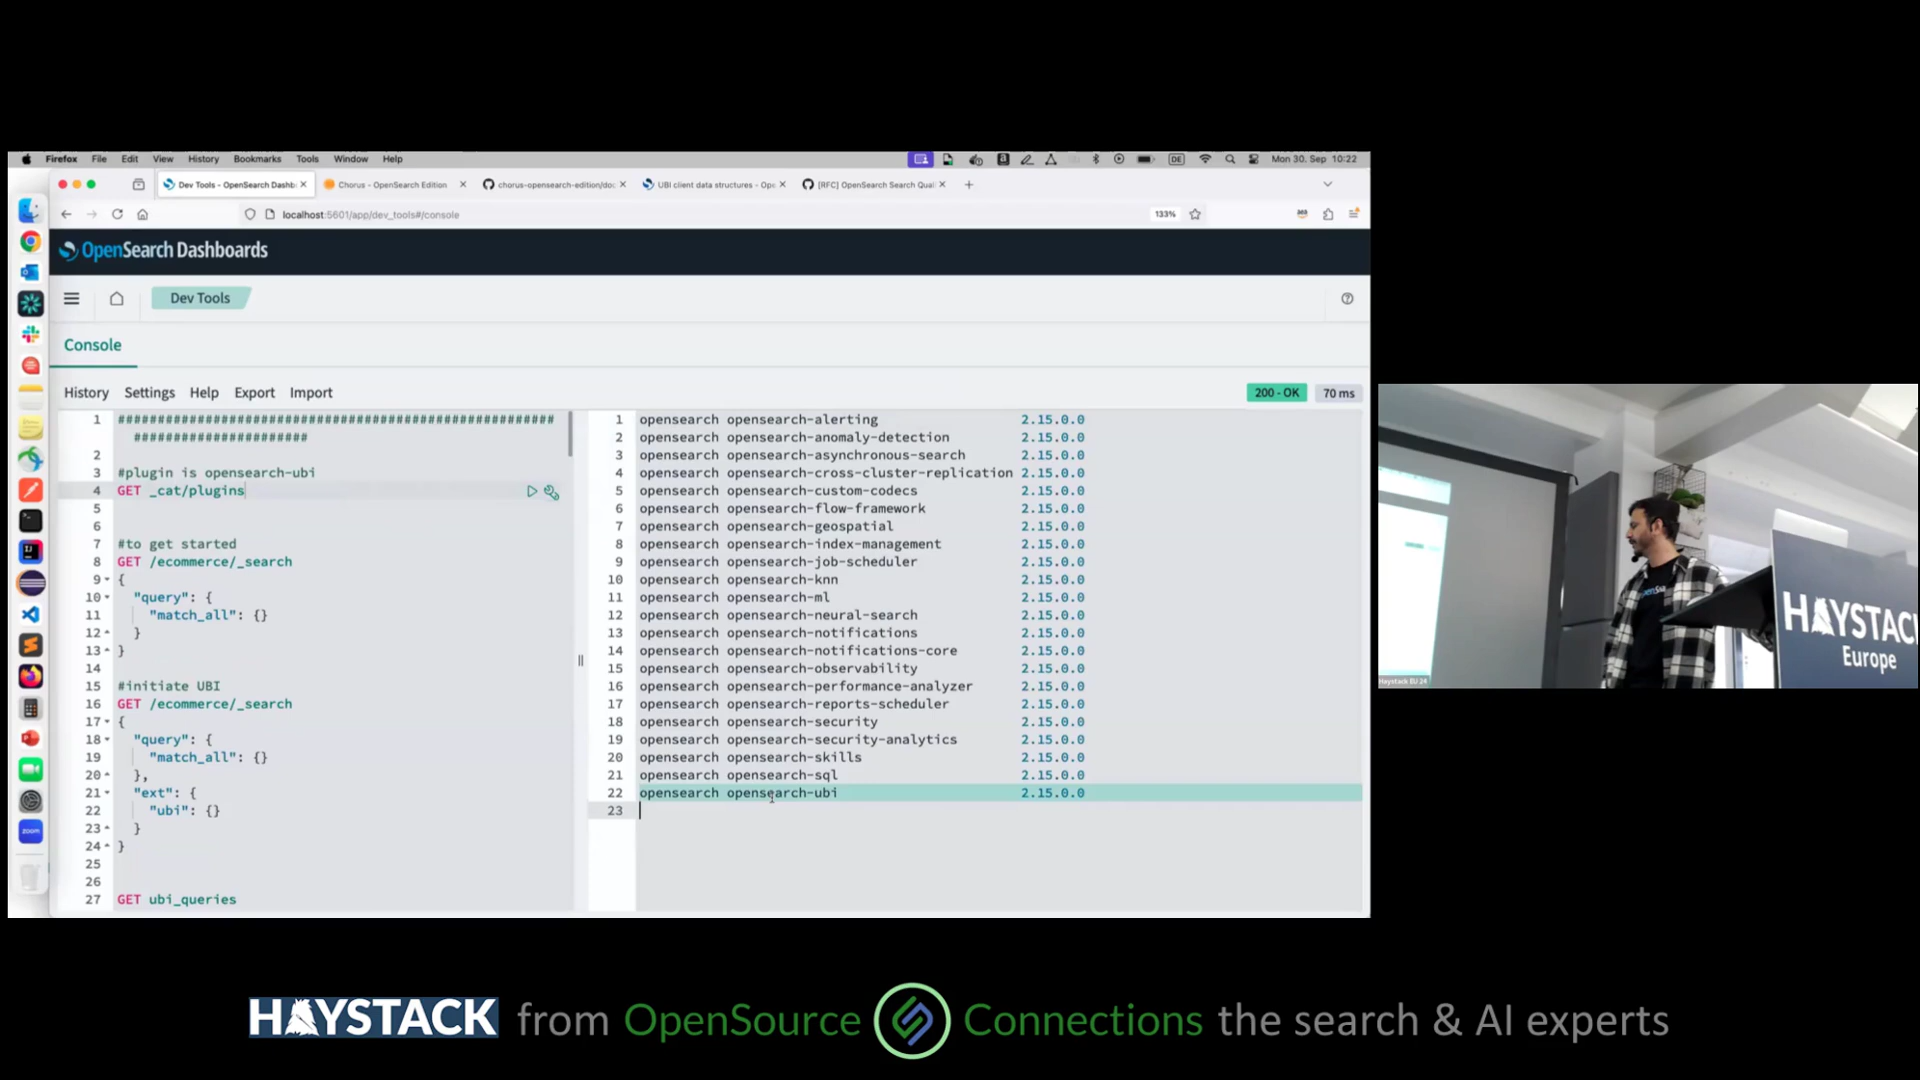 Firefox File Edit View History Bookmarks Tools Window Help
DE Mon 30. Sep 10:22
Dev Tools - OpenSearch Dashb
Chorus - OpenSearch Edition
chorus-opensearch-edition/doc
UBI client data structures - Ope
[RFC] OpenSearch Search Qual
localhost:5601/app/dev_tools#/console
133%
OpenSearch Dashboards
Dev Tools
Console
History Settings Help Export Import
200 - OK 70 ms
1 #######################################################
######################
2
3 #plugin is opensearch-ubi
4 GET _cat/plugins
5
6
7 #to get started
8 GET /ecommerce/_search
9 {
10 "query": {
11 "match_all": {}
12 }
13 }
14
15 #initiate UBI
16 GET /ecommerce/_search
17 {
18 "query": {
19 "match_all": {}
20 },
21 "ext": {
22 "ubi": {}
23 }
24 }
25
26
27 GET ubi_queries
1 opensearch opensearch-alerting 2.15.0.0
2 opensearch opensearch-anomaly-detection 2.15.0.0
3 opensearch opensearch-asynchronous-search 2.15.0.0
4 opensearch opensearch-cross-cluster-replication 2.15.0.0
5 opensearch opensearch-custom-codecs 2.15.0.0
6 opensearch opensearch-flow-framework 2.15.0.0
7 opensearch opensearch-geospatial 2.15.0.0
8 opensearch opensearch-index-management 2.15.0.0
9 opensearch opensearch-job-scheduler 2.15.0.0
10 opensearch opensearch-knn 2.15.0.0
11 opensearch opensearch-ml 2.15.0.0
12 opensearch opensearch-neural-search 2.15.0.0
13 opensearch opensearch-notifications 2.15.0.0
14 opensearch opensearch-notifications-core 2.15.0.0
15 opensearch opensearch-observability 2.15.0.0
16 opensearch opensearch-performance-analyzer 2.15.0.0
17 opensearch opensearch-reports-scheduler 2.15.0.0
18 opensearch opensearch-security 2.15.0.0
19 opensearch opensearch-security-analytics 2.15.0.0
20 opensearch opensearch-skills 2.15.0.0
21 opensearch opensearch-sql 2.15.0.0
22 opensearch opensearch-ubi 2.15.0.0
23
zoom
HAYSTAC
Europe
Haystack EU 24
HAYSTACK from OpenSource Connections the search & AI experts